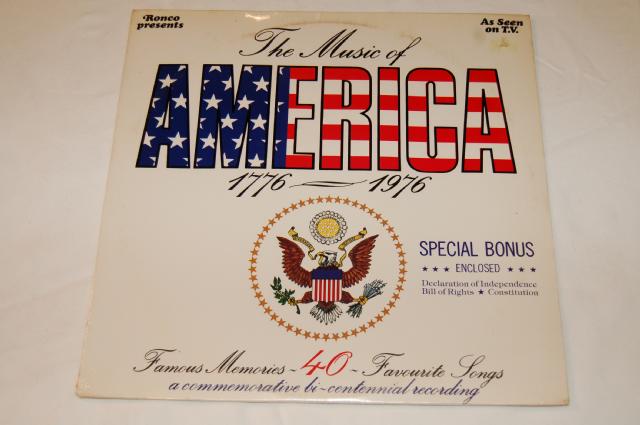 Ronco
presents
As Seen
on T.V.
The Music of
AMERICA
1776 — 1976
SPECIAL BONUS
★ ★ ★ ENCLOSED ★ ★ ★
Declaration of Independence
Bill of Rights ★ Constitution
Famous Memories ~ 40 ~ Favourite Songs
a commemorative bi-centennial recording